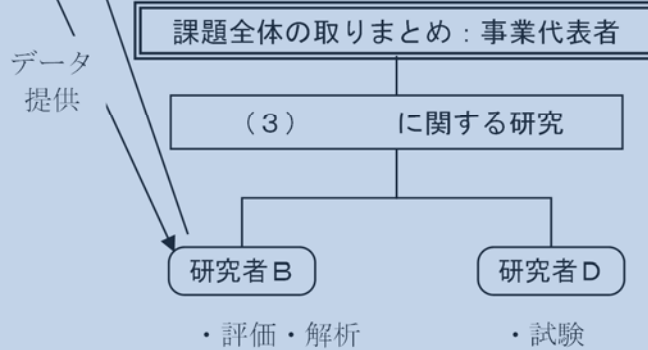 課題全体の取りまとめ：事業代表者
データ
提供
（３）　　　に関する研究
研究者Ｂ
研究者Ｄ
・評価・解析
・試験